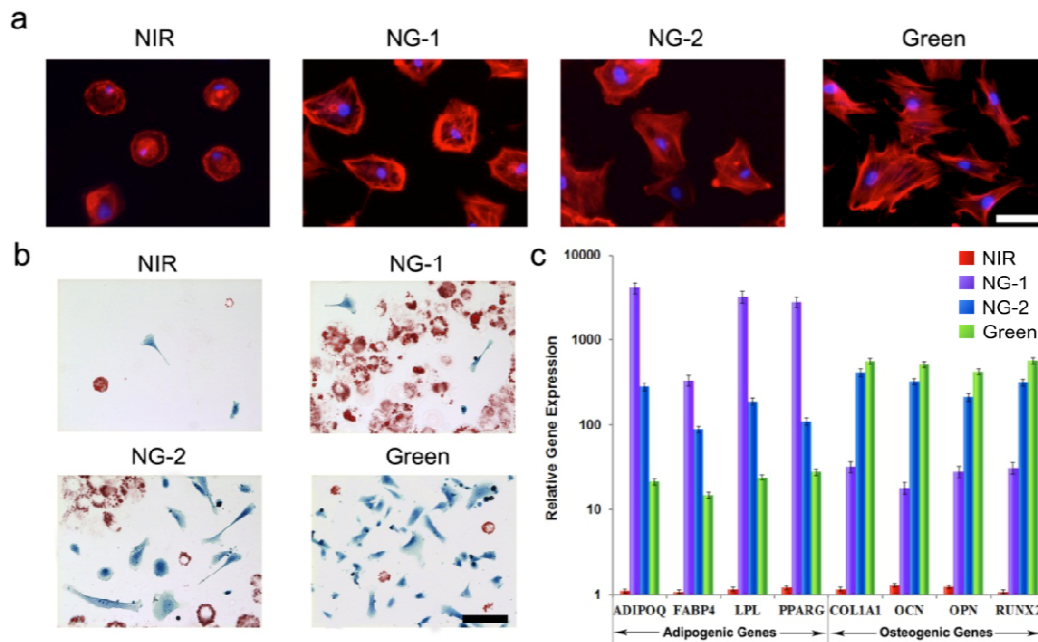 a
NIR
NG-1
NG-2
Green
b
NIR
NG-1
NG-2
Green
c
Relative Gene Expression
10000
1000
100
10
1
NIR
NG-1
NG-2
Green
ADIPOQ FABP4 LPL PPARG COL1A1 OCN OPN RUNX2
Adipogenic Genes Osteogenic Genes